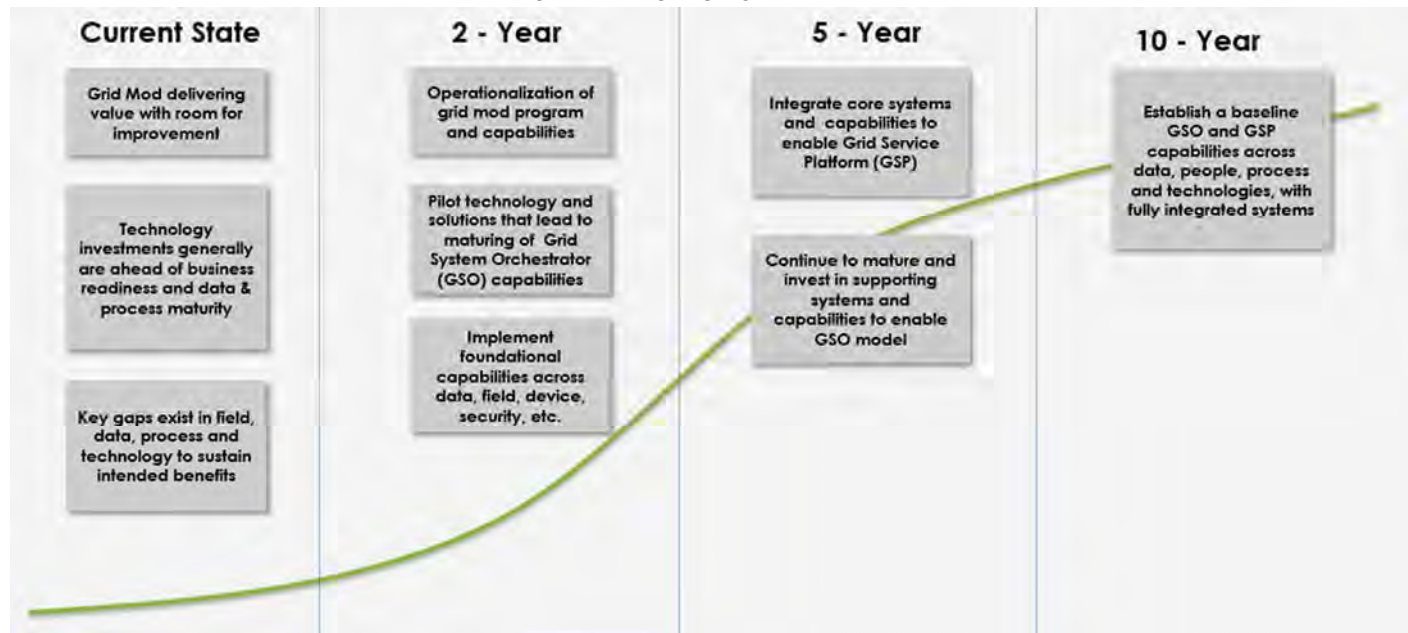 Current State
Grid Mod delivering
value with room for
improvement
Technology
investments generally
are ahead of business
readiness and data &
process maturity
Key gaps exist in field,
data, process and
technology to sustain
intended benefits
2 - Year
Operationalization of
grid mod program
and capabilities
Pilot technology and
solutions that lead to
maturing of Grid
System Orchestrator
(GSO) capabilities
Implement
foundational
capabilities across
data, field, device,
security, etc.
5 - Year
Integrate core systems
and capabilities to
enable Grid Service
Platform (GSP)
Continue to mature and
invest in supporting
systems and
capabilities to enable
GSO model
10 - Year
Establish a baseline
GSO and GSP
capabilities across
data, people, process
and technologies, with
fully integrated systems